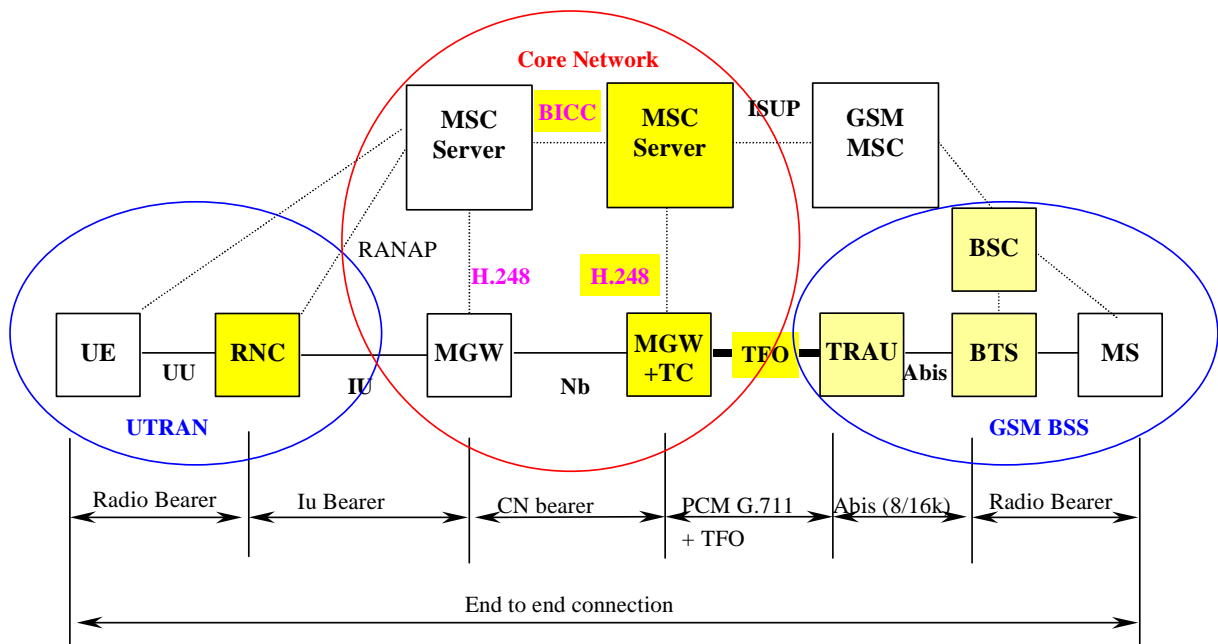 Core Network
MSC
Server
BICC
MSC
Server
ISUP
GSM
MSC
RANAP
H.248
H.248
BSC
UE
UU
RNC
IU
MGW
Nb
MGW
+TC
TFO
TRAU
Abis
BTS
MS
UTRAN
GSM BSS
Radio Bearer
Iu Bearer
CN bearer
PCM G.711
+ TFO
Abis (8/16k)
Radio Bearer
End to end connection